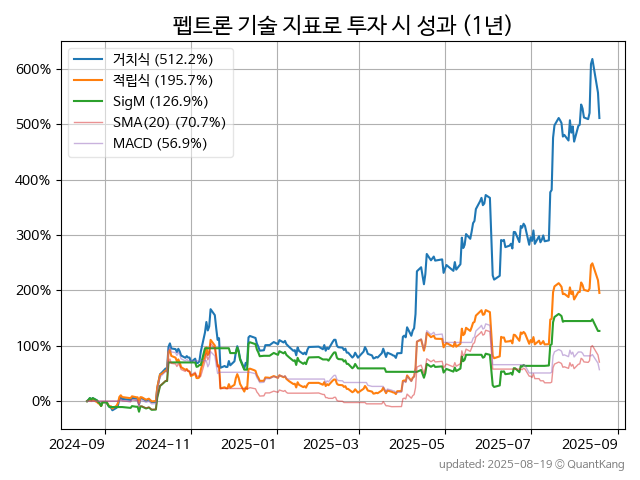 펩트론 기술 지표로 투자 시 성과 (1년)
600%
500%
400%
300%
200%
100%
0%
거치식 (512.2%)
적립식 (195.7%)
SigM (126.9%)
SMA(20) (70.7%)
MACD (56.9%)
2024-09
2024-11
2025-01
2025-03
2025-05
2025-07
2025-09
updated: 2025-08-19 © QuantKang